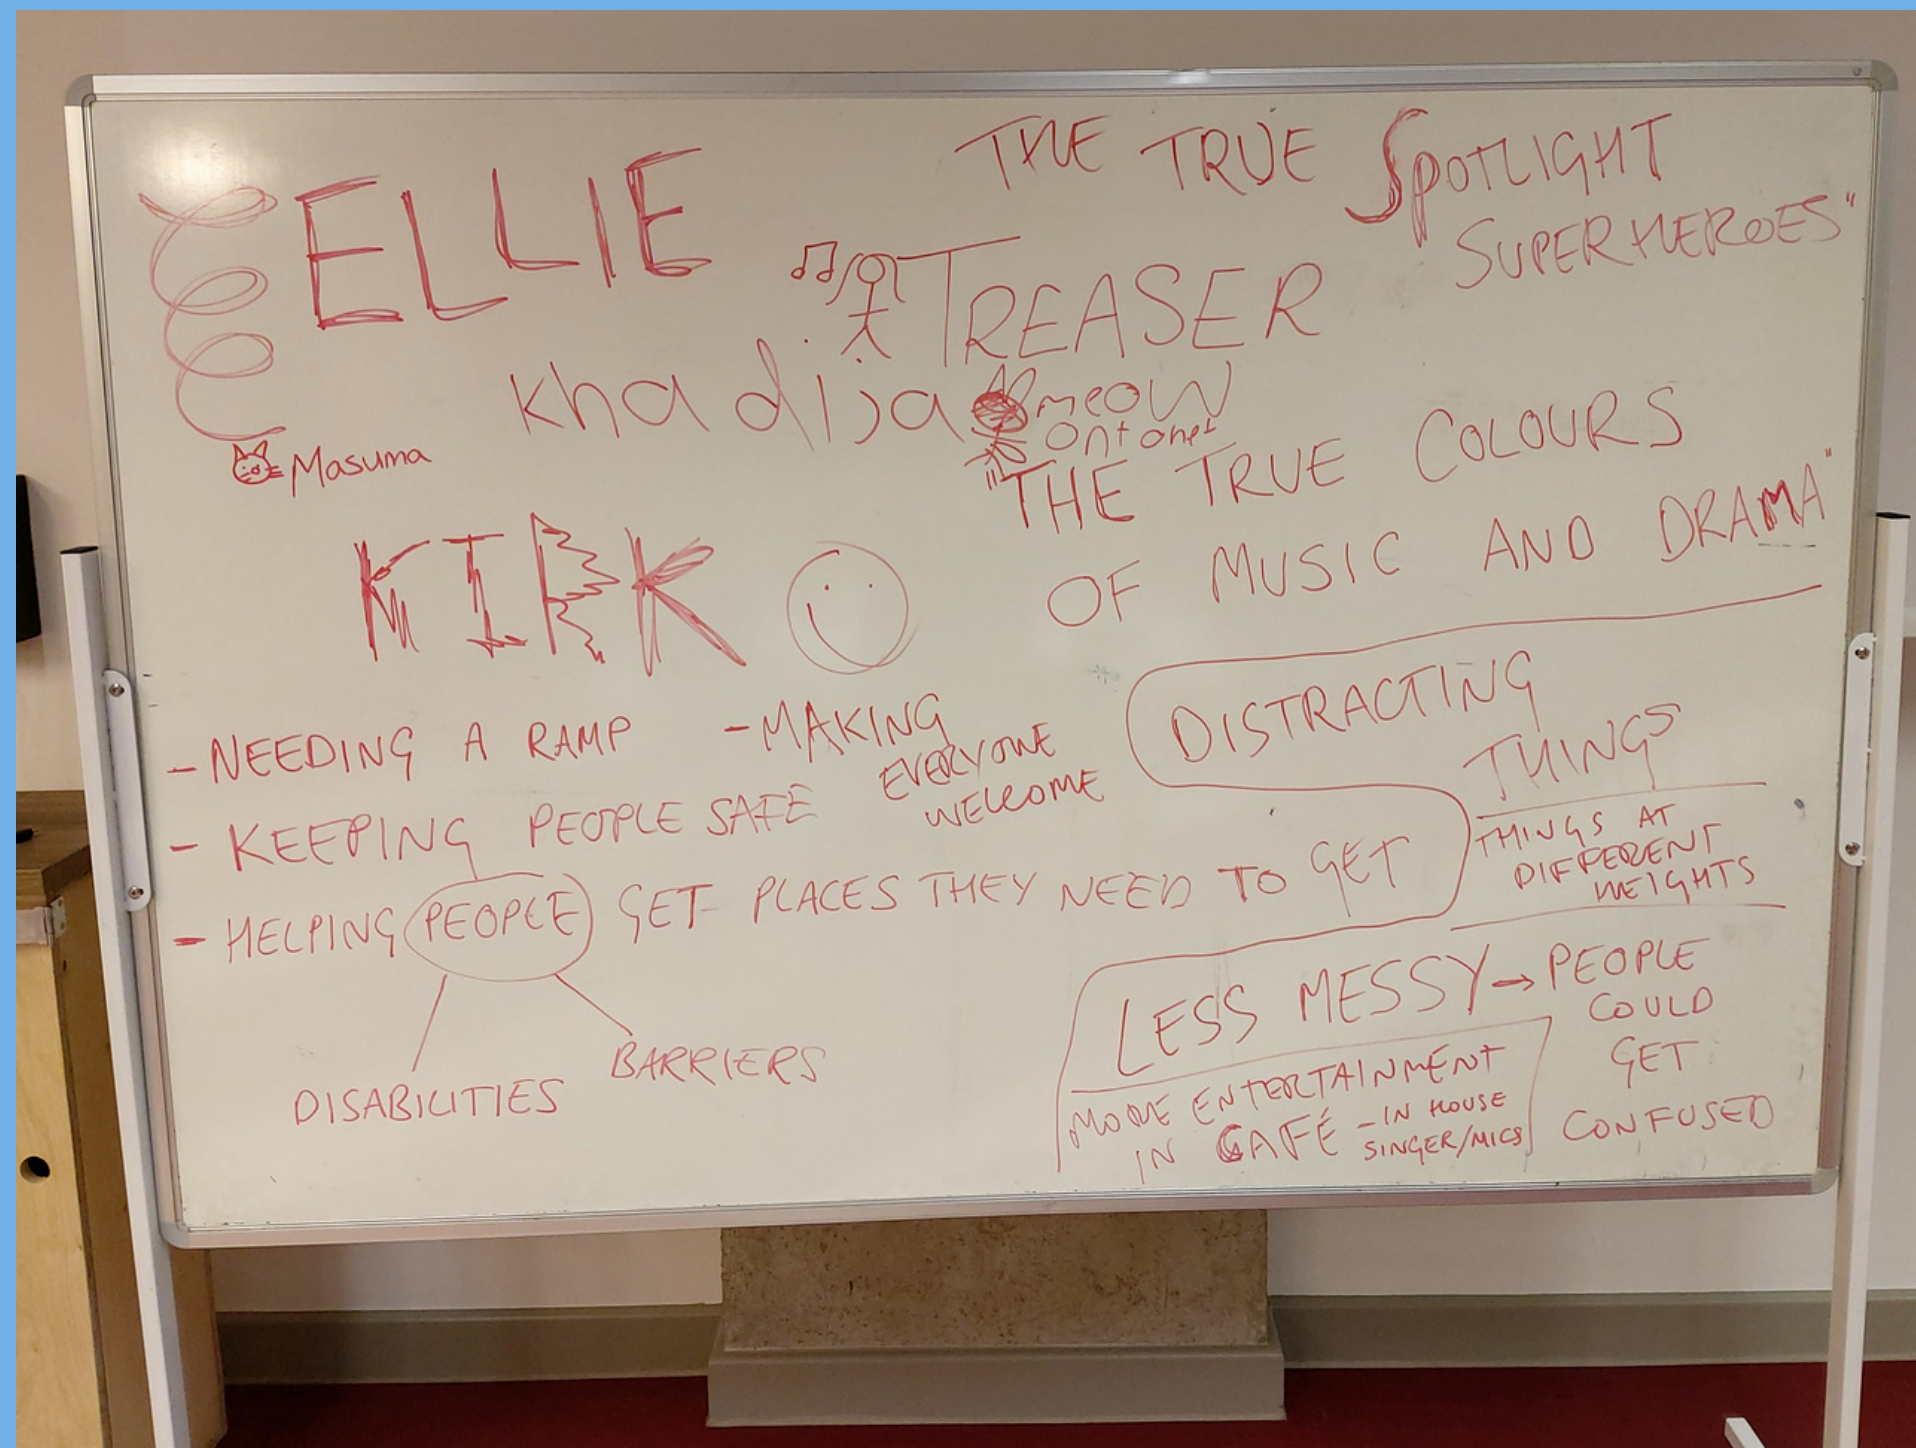 ELLIE
THE TRUE SPOTLIGHT
SUPERHEROES"
TREASER
khadija
meow
Masuma
KIRK
"THE TRUE COLOURS
OF MUSIC AND DRAMA"
- NEEDING A RAMP
- KEEPING PEOPLE SAFE
- HELPING PEOPLE GET PLACES THEY NEED TO GET
DISABILITIES
BARRIERS
- MAKING
EVERYONE
WELCOME
DISTRACTING
THINGS
THINGS AT
DIFFERENT
HEIGHTS
LESS MESSY → PEOPLE
COULD
GET
CONFUSED
MORE ENTERTAINMENT
IN CAFÉ - IN HOUSE
SINGER/MICS